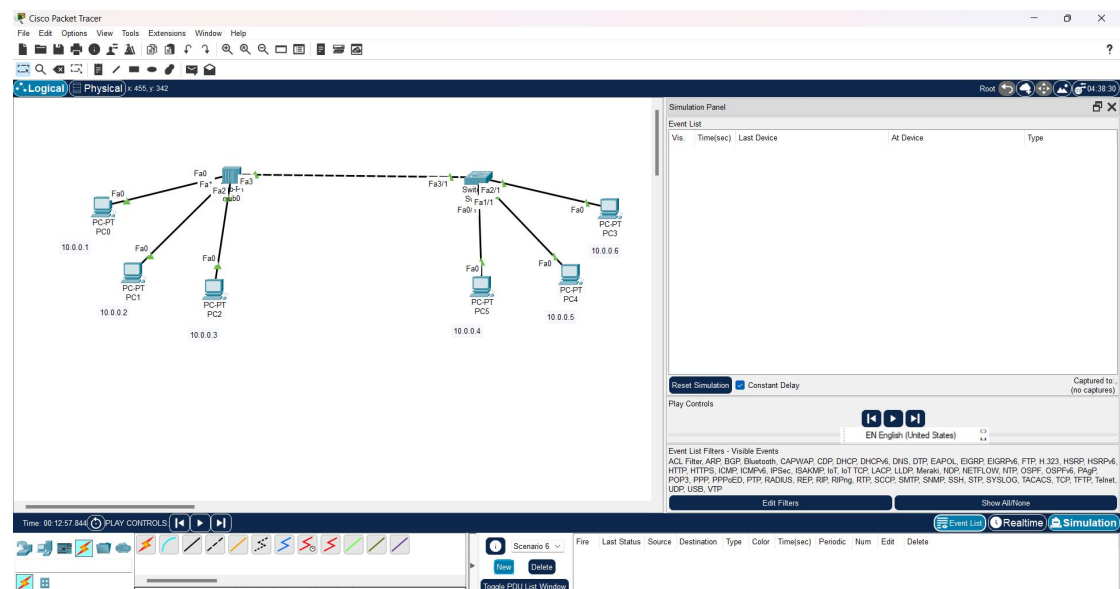 Cisco Packet Tracer
File Edit Options View Tools Extensions Window Help
?
Logical Physical x: 455, y: 342
Root 04:38:30
Simulation Panel
Event List
Vis. Time(sec) Last Device At Device Type
Fa0
Fa3
Fa2
Fa0
PC-PT
PC0
10.0.0.1
Fa0
PC-PT
PC1
10.0.0.2
Fa0
PC-PT
PC2
10.0.0.3
Fa3/1
Fa2/1
Fa1/1
Fa0
PC-PT
PC3
10.0.0.6
Fa0
PC-PT
PC4
10.0.0.5
Fa0
PC-PT
PC5
10.0.0.4
Reset Simulation Constant Delay
Captured to:
(no captures)
Play Controls
EN English (United States)
Event List Filters - Visible Events
ACL Filter, ARP, BGP, Bluetooth, CAPWAP, CDP, DHCP, DHCPv6, DNS, DTP, EAPOL, EIGRP, EIGRPv6, FTP, H.323, HSRP, HSRPv6,
HTTP, HTTPS, ICMP, ICMPv6, IPSec, ISAKMP, IoT, IoT TCP, LACP, LLDP, Meraki, NDP, NETFLOW, NTP, OSPF, OSPFv6, PAgP,
POP3, PPP, PPPoED, PTP, RADIUS, REP, RIP, RIPng, RTP, SCCP, SMTP, SNMP, SSH, STP, SYSLOG, TACACS, TCP, TFTP, Telnet,
UDP, USB, VTP
Edit Filters Show All/None
Time: 00:12:57.844 PLAY CONTROLS:
Event List Realtime Simulation
Scenario 6
New Delete
Toggle PDU List Window
Fire Last Status Source Destination Type Color Time(sec) Periodic Num Edit Delete